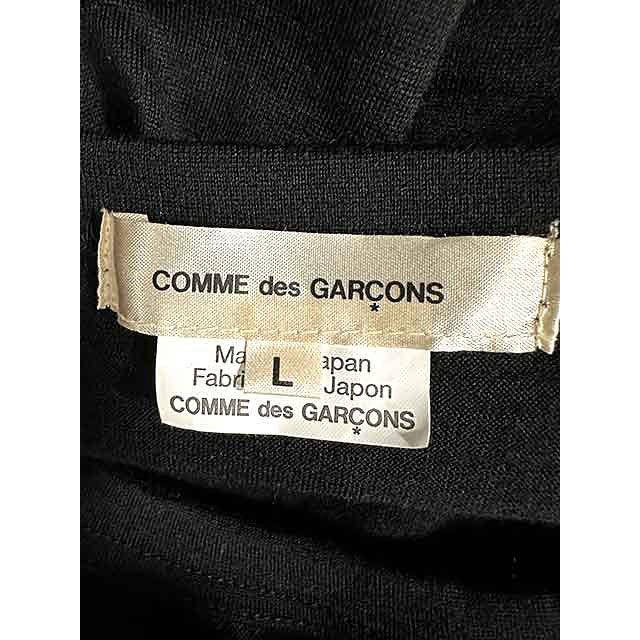 COMME des GARÇONS
*
Ma L apan
Fabri Japon
COMME des GARÇONS
*